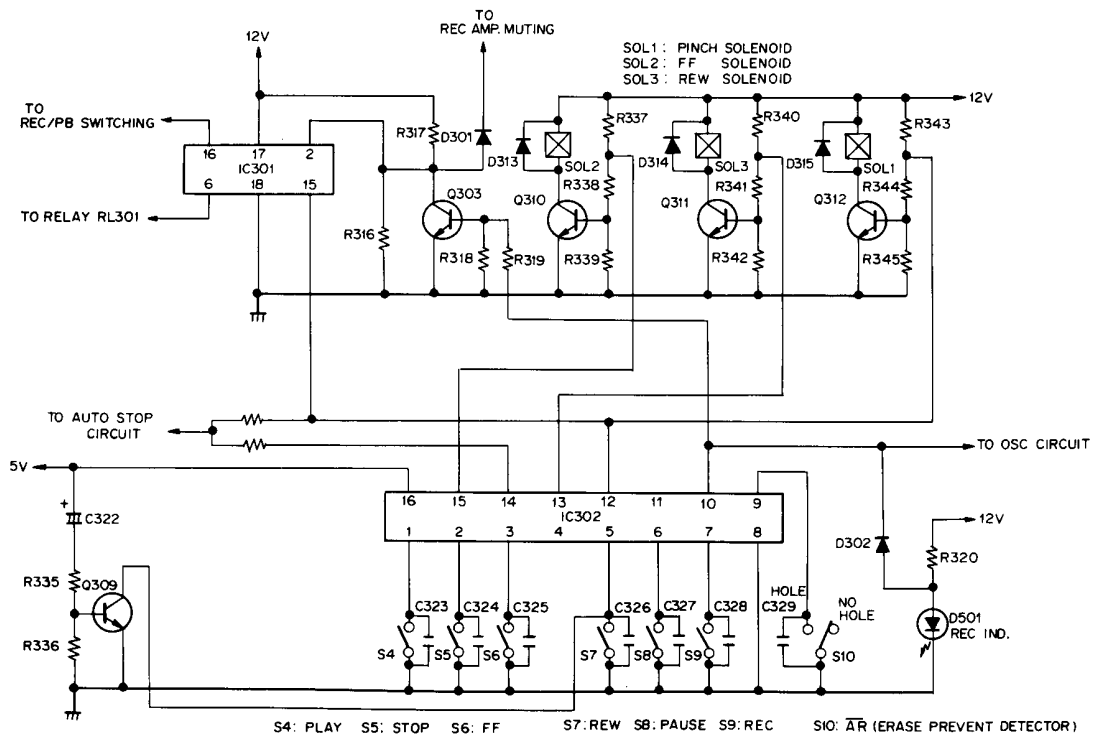 TO
REC AMP. MUTING
12V
SOL1: PINCH SOLENOID
SOL2: FF SOLENOID
SOL3: REW SOLENOID
TO
REC/PB SWITCHING
12V
R317
D301
D313
SOL2
R337
D314
SOL3
R340
D315
SOL1
R343
16 17 2
IC301
6 18 15
TO RELAY RL301
Q303
Q310
R338
Q311
R341
Q312
R344
R316
R318
R319
R339
R342
R345
TO AUTO STOP
CIRCUIT
TO OSC CIRCUIT
5V
16 15 14 13 12 11 10 9
IC302
1 2 3 4 5 6 7 8
+
C322
12V
D302
R320
R335
Q309
R336
C323
C324
C325
C326
C327
C328
HOLE
C329
NO
HOLE
D501
REC IND.
S4
S5
S6
S7
S8
S9
S10
S4: PLAY S5: STOP S6: FF S7: REW S8: PAUSE S9: REC S10: A̅R̅ (ERASE PREVENT DETECTOR)